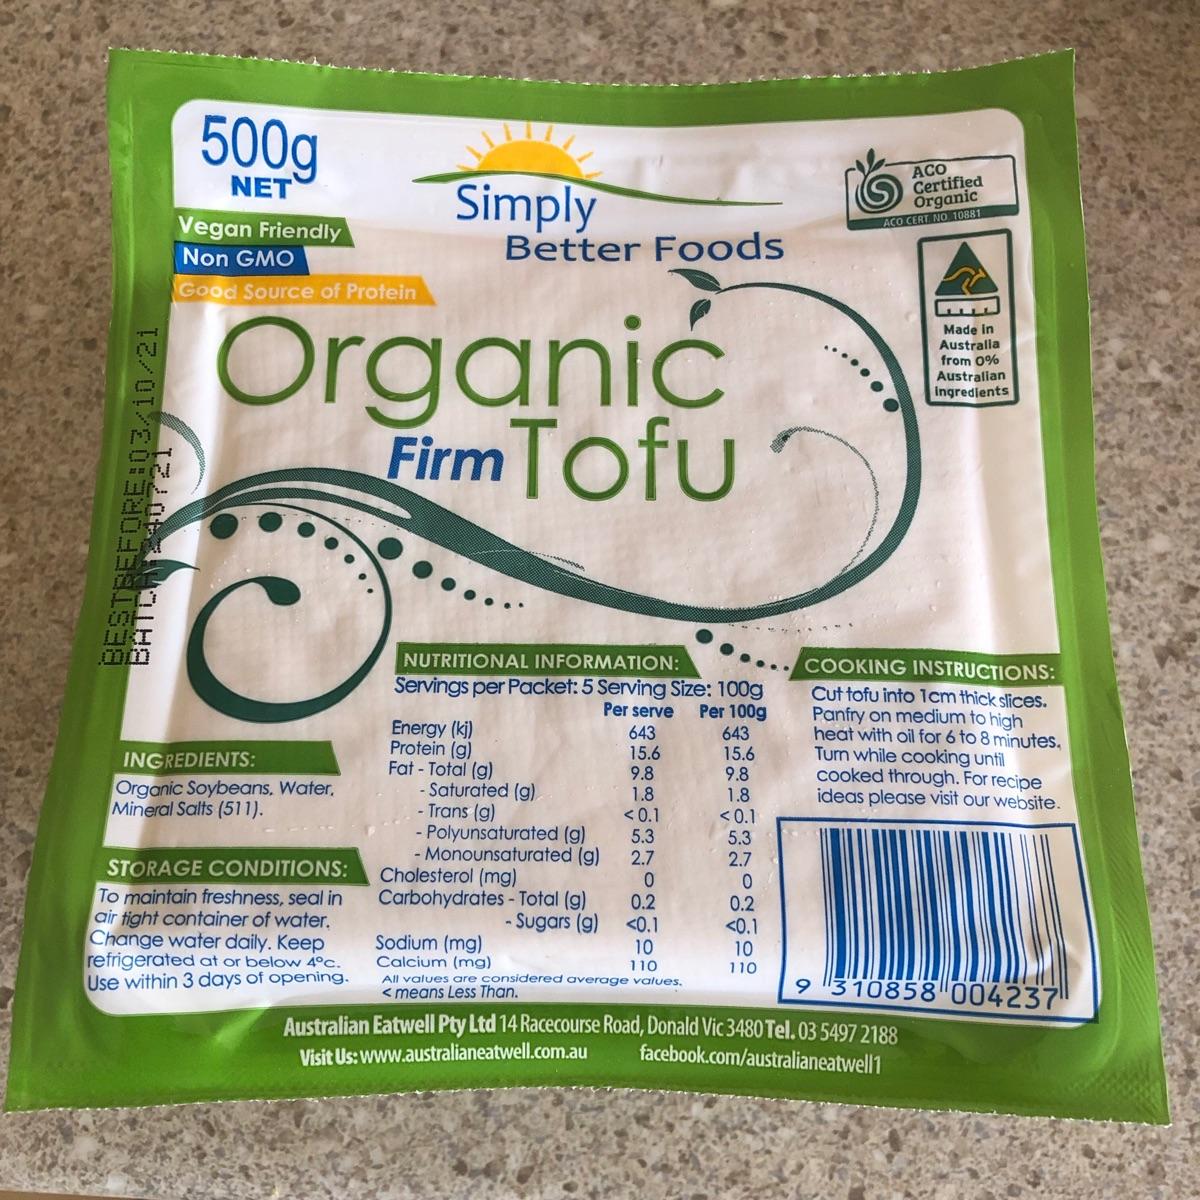 500g
NET
Simply
Better Foods
ACO
Certified
Organic
ACO CERT. NO. 10881
Vegan Friendly
Non GMO
Good Source of Protein
Made in
Australia
from 0%
Australian
ingredients
Organic
Firm Tofu
BEST BEFORE:03/10/21
BATCH:240721
INGREDIENTS:
Organic Soybeans, Water,
Mineral Salts (511).
STORAGE CONDITIONS:
To maintain freshness, seal in
air tight container of water.
Change water daily. Keep
refrigerated at or below 4°c.
Use within 3 days of opening.
NUTRITIONAL INFORMATION:
Servings per Packet: 5 Serving Size: 100g
Per serve Per 100g
Energy (kj) 643 643
Protein (g) 15.6 15.6
Fat - Total (g) 9.8 9.8
- Saturated (g) 1.8 1.8
- Trans (g) <0.1 <0.1
- Polyunsaturated (g) 5.3 5.3
- Monounsaturated (g) 2.7 2.7
Cholesterol (mg) 0 0
Carbohydrates - Total (g) 0.2 0.2
- Sugars (g) <0.1 <0.1
Sodium (mg) 10 10
Calcium (mg) 110 110
All values are considered average values.
< means Less Than.
COOKING INSTRUCTIONS:
Cut tofu into 1cm thick slices.
Panfry on medium to high
heat with oil for 6 to 8 minutes.
Turn while cooking until
cooked through. For recipe
ideas please visit our website.
9 310858 004237
Australian Eatwell Pty Ltd 14 Racecourse Road, Donald Vic 3480 Tel. 03 5497 2188
Visit Us: www.australianeatwell.com.au facebook.com/australianeatwell1